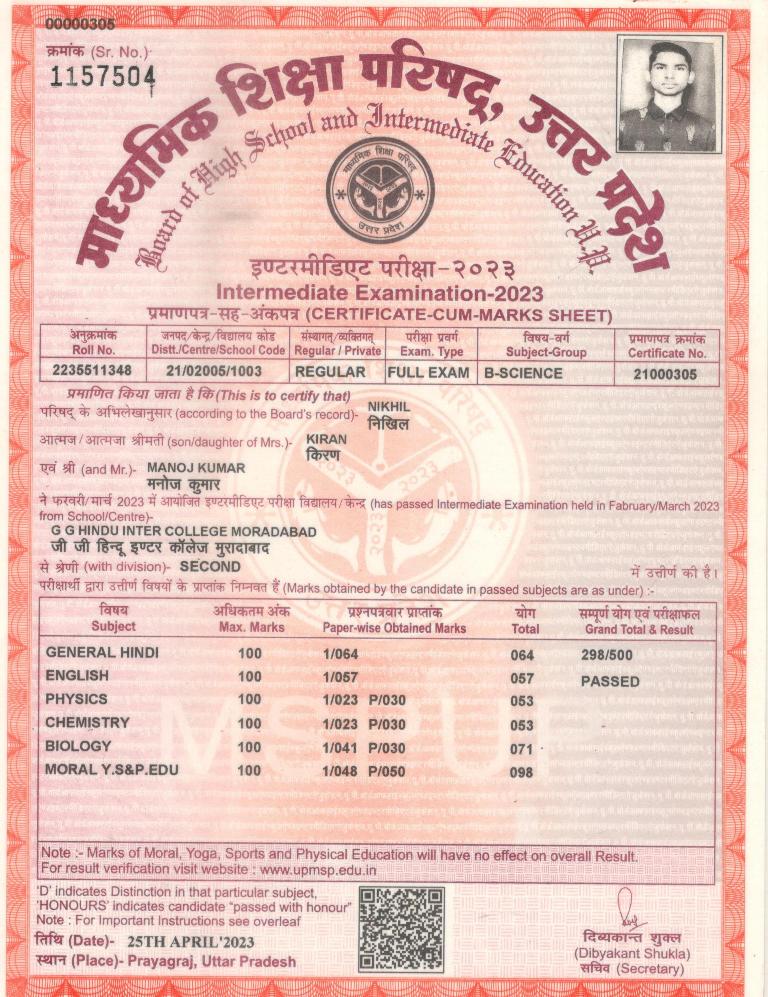 00000305
क्रमांक (Sr. No.)-
1157504
माध्यमिक शिक्षा परिषद्, उत्तर प्रदेश
Board of High School and Intermediate Education U.P.
माध्यमिक शिक्षा परिषद
उत्तर प्रदेश
इण्टरमीडिएट परीक्षा-२०२३
Intermediate Examination-2023
प्रमाणपत्र-सह-अंकपत्र (CERTIFICATE-CUM-MARKS SHEET)
अनुक्रमांक जनपद/केन्द्र/विद्यालय कोड संस्थागत/व्यक्तिगत परीक्षा प्रवर्ग विषय-वर्ग प्रमाणपत्र क्रमांक
Roll No. Distt./Centre/School Code Regular / Private Exam. Type Subject-Group Certificate No.
2235511348 21/02005/1003 REGULAR FULL EXAM B-SCIENCE 21000305
प्रमाणित किया जाता है कि (This is to certify that)
परिषद् के अभिलेखानुसार (according to the Board's record)- NIKHIL
निखिल
आत्मज/आत्मजा श्रीमती (son/daughter of Mrs.)- KIRAN
किरण
एवं श्री (and Mr.)- MANOJ KUMAR
मनोज कुमार
ने फरवरी/मार्च 2023 में आयोजित इण्टरमीडिएट परीक्षा विद्यालय/केन्द्र (has passed Intermediate Examination held in Fabruary/March 2023
from School/Centre)-
G G HINDU INTER COLLEGE MORADABAD
जी जी हिन्दू इण्टर कॉलेज मुरादाबाद
से श्रेणी (with division)- SECOND में उत्तीर्ण की है।
परीक्षार्थी द्वारा उत्तीर्ण विषयों के प्राप्तांक निम्नवत हैं (Marks obtained by the candidate in passed subjects are as under) :-
विषय अधिकतम अंक प्रश्नपत्रवार प्राप्तांक योग सम्पूर्ण योग एवं परीक्षाफल
Subject Max. Marks Paper-wise Obtained Marks Total Grand Total & Result
GENERAL HINDI 100 1/064 064 298/500
ENGLISH 100 1/057 057 PASSED
PHYSICS 100 1/023 P/030 053
CHEMISTRY 100 1/023 P/030 053
BIOLOGY 100 1/041 P/030 071
MORAL Y.S&P.EDU 100 1/048 P/050 098
MSPUP
Note :- Marks of Moral, Yoga, Sports and Physical Education will have no effect on overall Result.
For result verification visit website : www.upmsp.edu.in
'D' indicates Distinction in that particular subject,
'HONOURS' indicates candidate "passed with honour"
Note : For Important Instructions see overleaf
तिथि (Date)- 25TH APRIL'2023
स्थान (Place)- Prayagraj, Uttar Pradesh
दिब्यकान्त शुक्ल
(Dibyakant Shukla)
सचिव (Secretary)